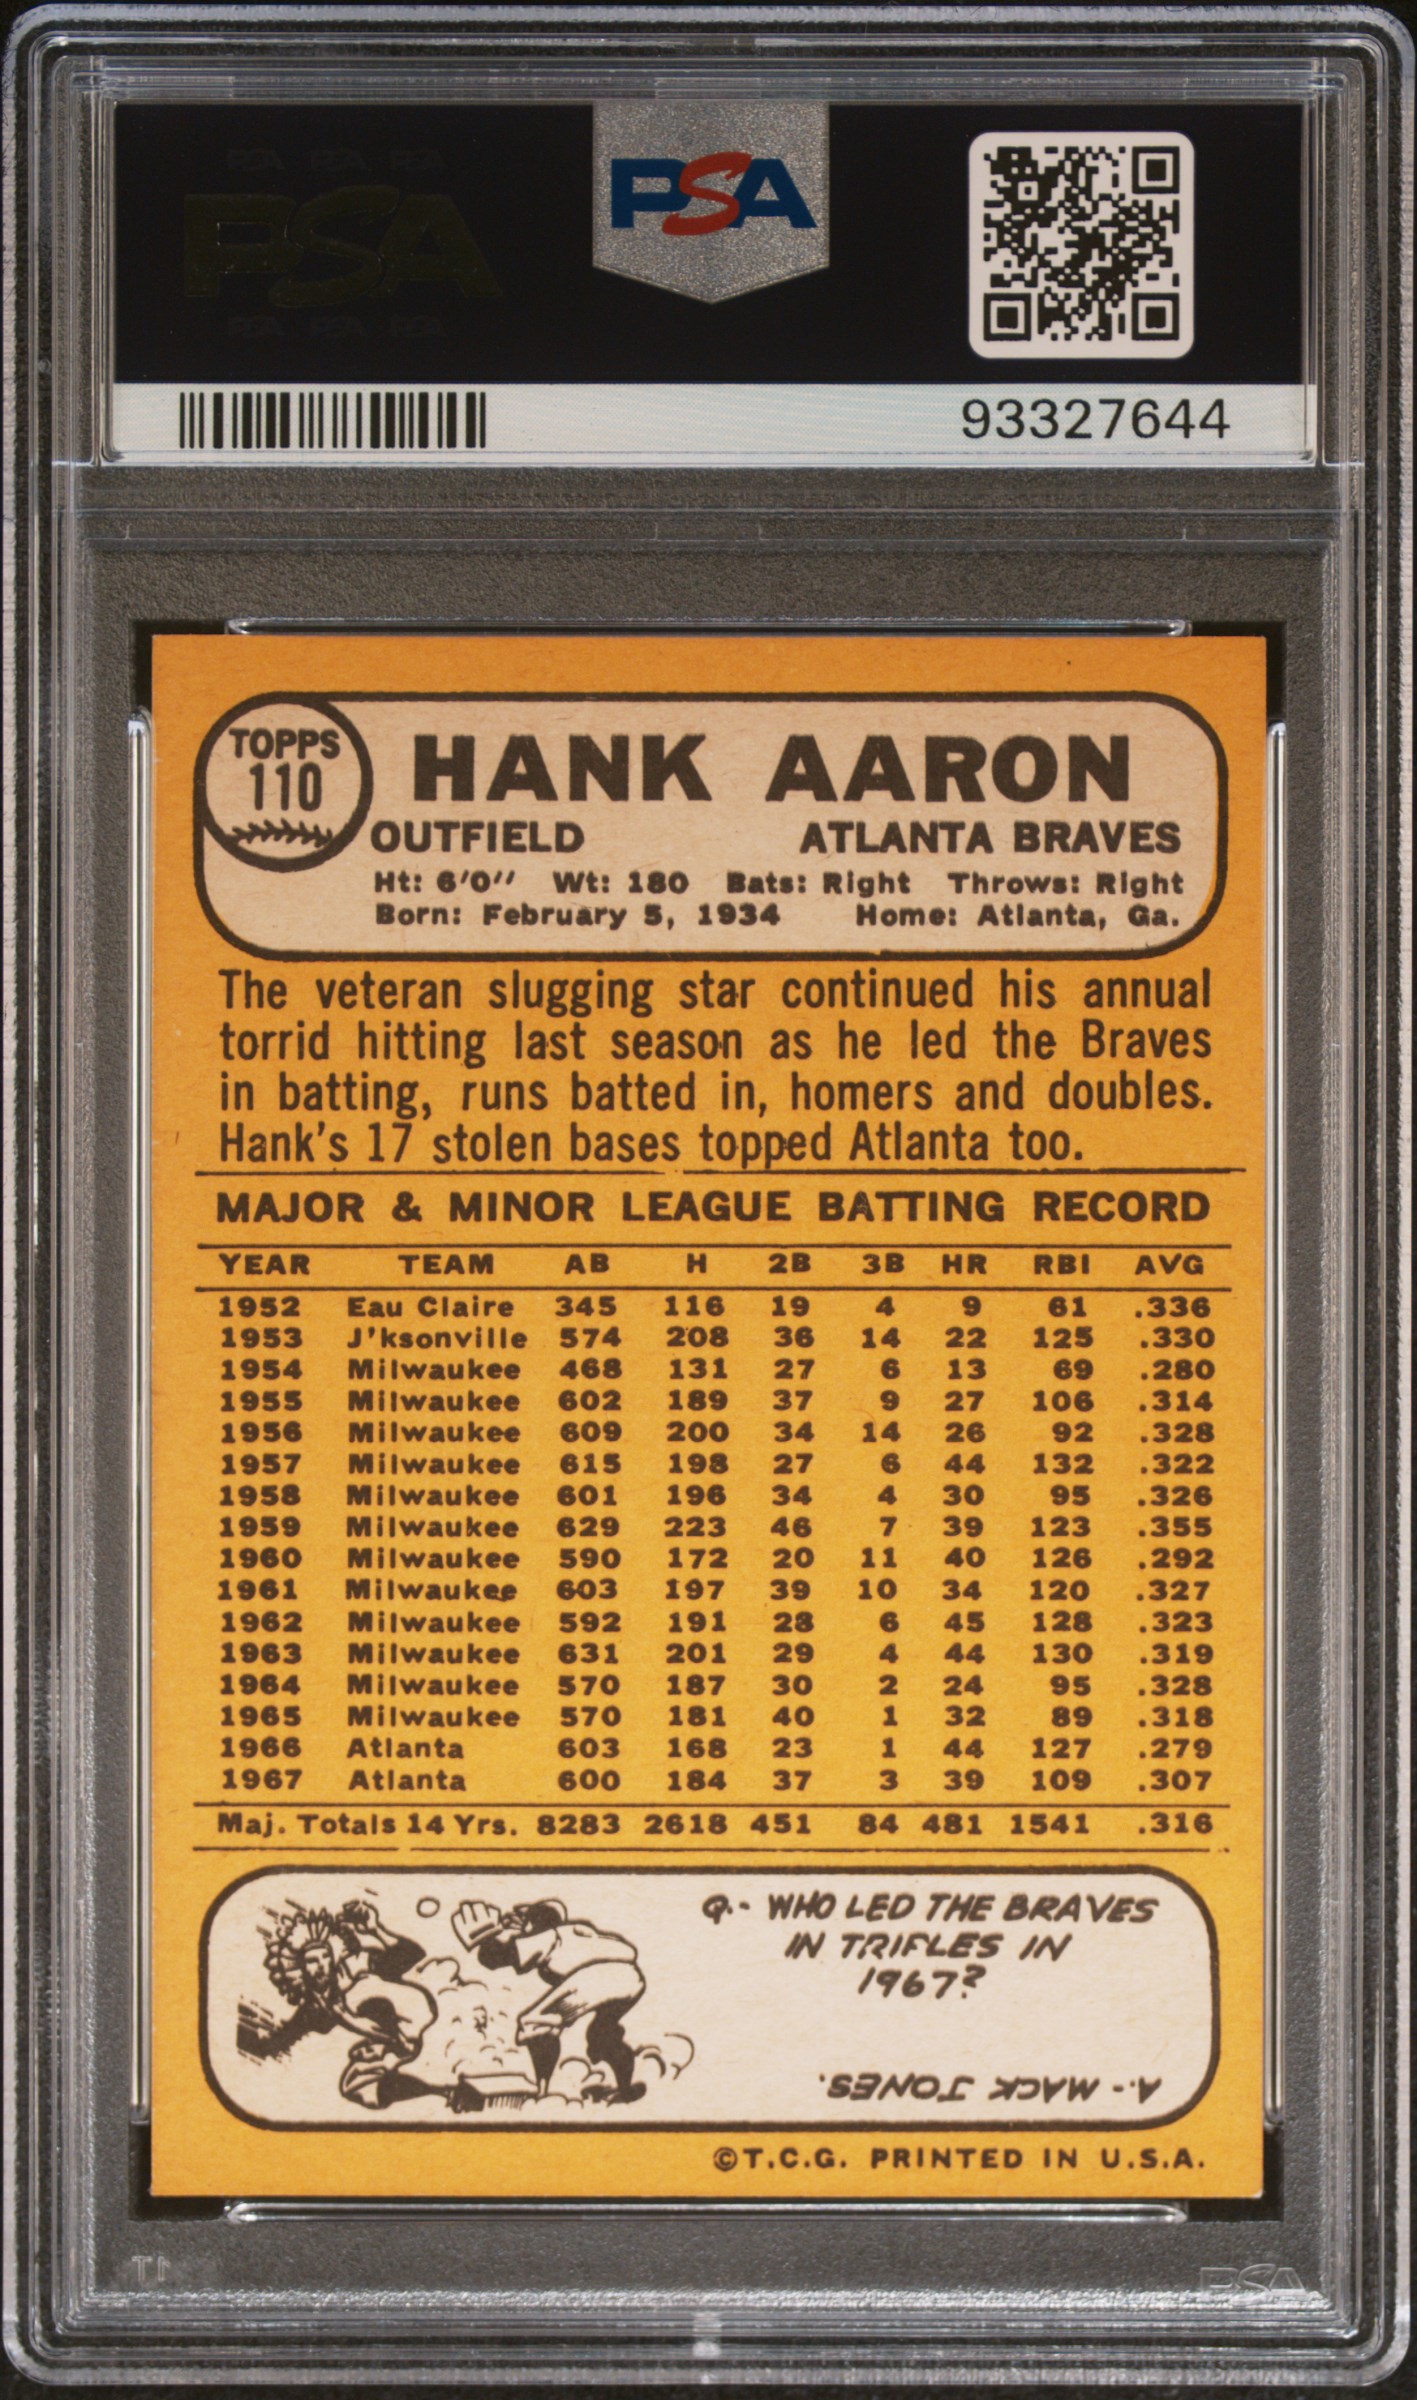 PSA PSA PSA
PSA
PSA PSA PSA
PSA
93327644
TOPPS
110
HANK AARON
OUTFIELD ATLANTA BRAVES
Ht: 6'0" Wt: 180 Bats: Right Throws: Right
Born: February 5, 1934 Home: Atlanta, Ga.
The veteran slugging star continued his annual
torrid hitting last season as he led the Braves
in batting, runs batted in, homers and doubles.
Hank's 17 stolen bases topped Atlanta too.
MAJOR & MINOR LEAGUE BATTING RECORD
YEAR TEAM AB H 2B 3B HR RBI AVG
1952 Eau Claire 345 116 19 4 9 61 .336
1953 J'ksonville 574 208 36 14 22 125 .330
1954 Milwaukee 468 131 27 6 13 69 .280
1955 Milwaukee 602 189 37 9 27 106 .314
1956 Milwaukee 609 200 34 14 26 92 .328
1957 Milwaukee 615 198 27 6 44 132 .322
1958 Milwaukee 601 196 34 4 30 95 .326
1959 Milwaukee 629 223 46 7 39 123 .355
1960 Milwaukee 590 172 20 11 40 126 .292
1961 Milwaukee 603 197 39 10 34 120 .327
1962 Milwaukee 592 191 28 6 45 128 .323
1963 Milwaukee 631 201 29 4 44 130 .319
1964 Milwaukee 570 187 30 2 24 95 .328
1965 Milwaukee 570 181 40 1 32 89 .318
1966 Atlanta 603 168 23 1 44 127 .279
1967 Atlanta 600 184 37 3 39 109 .307
Maj. Totals 14 Yrs. 8283 2618 451 84 481 1541 .316
Q.- WHO LED THE BRAVES
IN TRIPLES IN
1967?
A.- MACK JONES.
©T.C.G. PRINTED IN U.S.A.
PSA